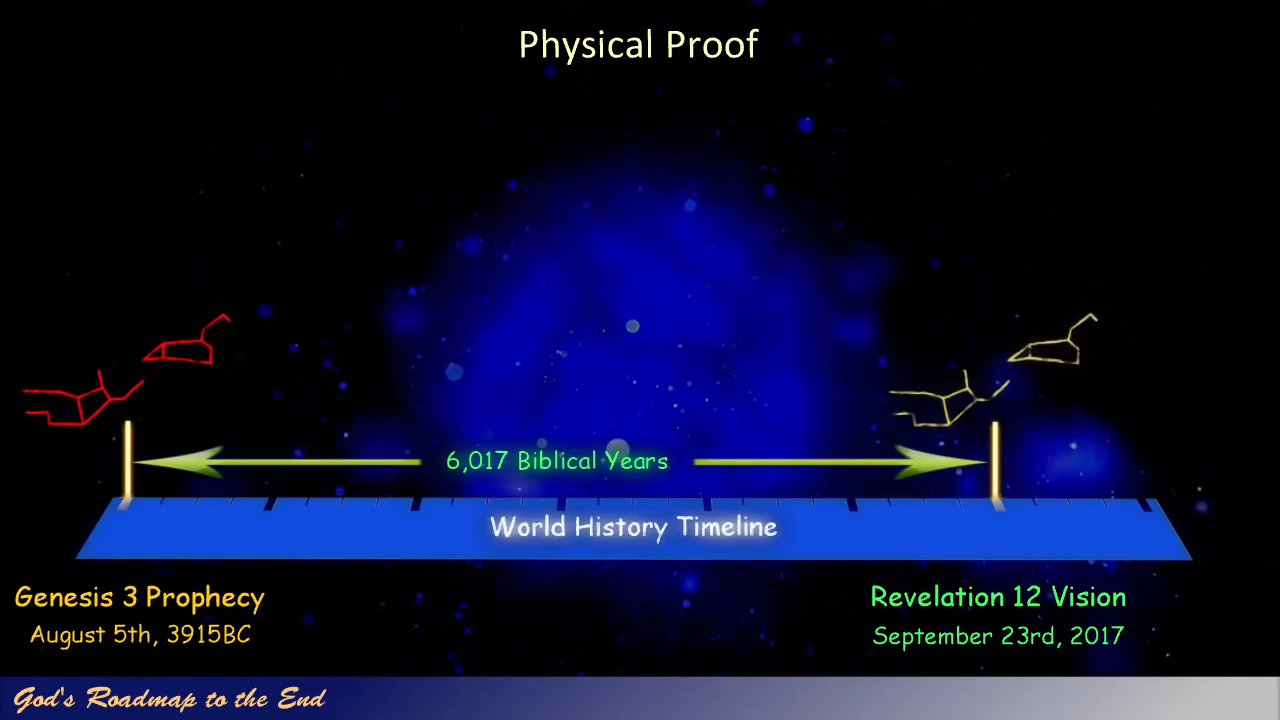 Physical Proof
6,017 Biblical Years
World History Timeline
Genesis 3 Prophecy
August 5th, 3915BC
Revelation 12 Vision
September 23rd, 2017
God's Roadmap to the End